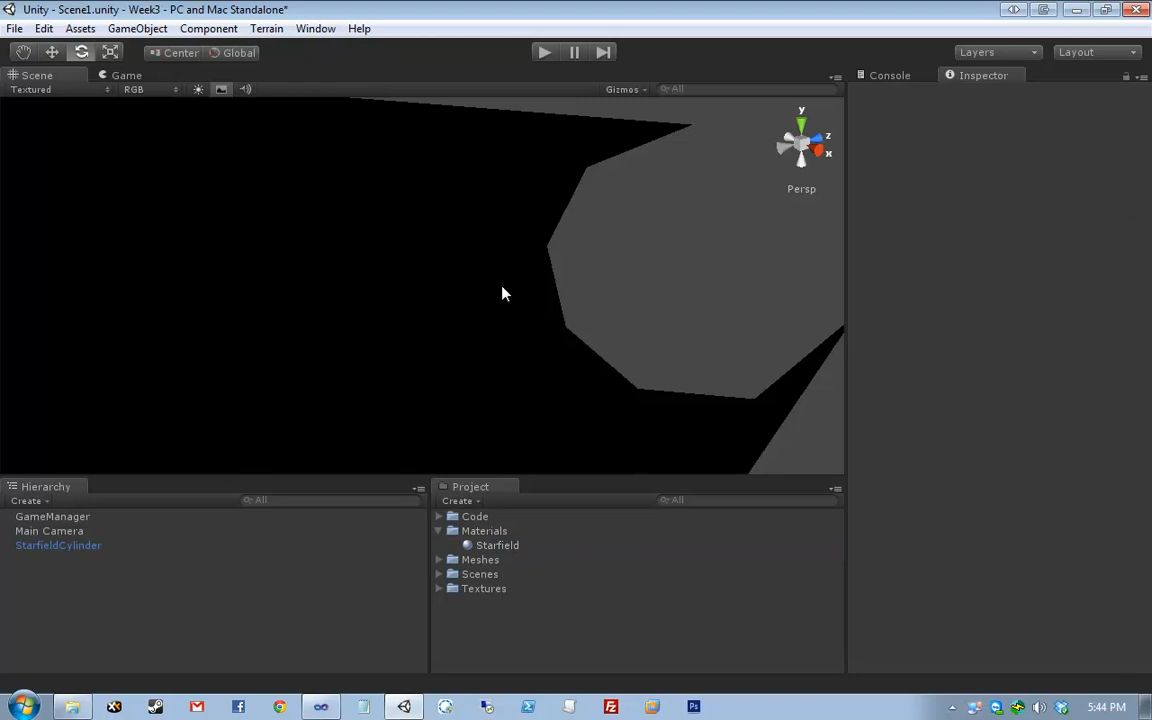 Unity - Scene1.unity - Week3 - PC and Mac Standalone*
File Edit Assets GameObject Component Terrain Window Help
Center Global Layers Layout
Scene Game Console Inspector
Textured RGB Gizmos All
y
z
x
Persp
Hierarchy Project
Create All Create All
GameManager Code
Main Camera Materials
StarfieldCylinder Starfield
Meshes
Scenes
Textures
Ps 5:44 PM